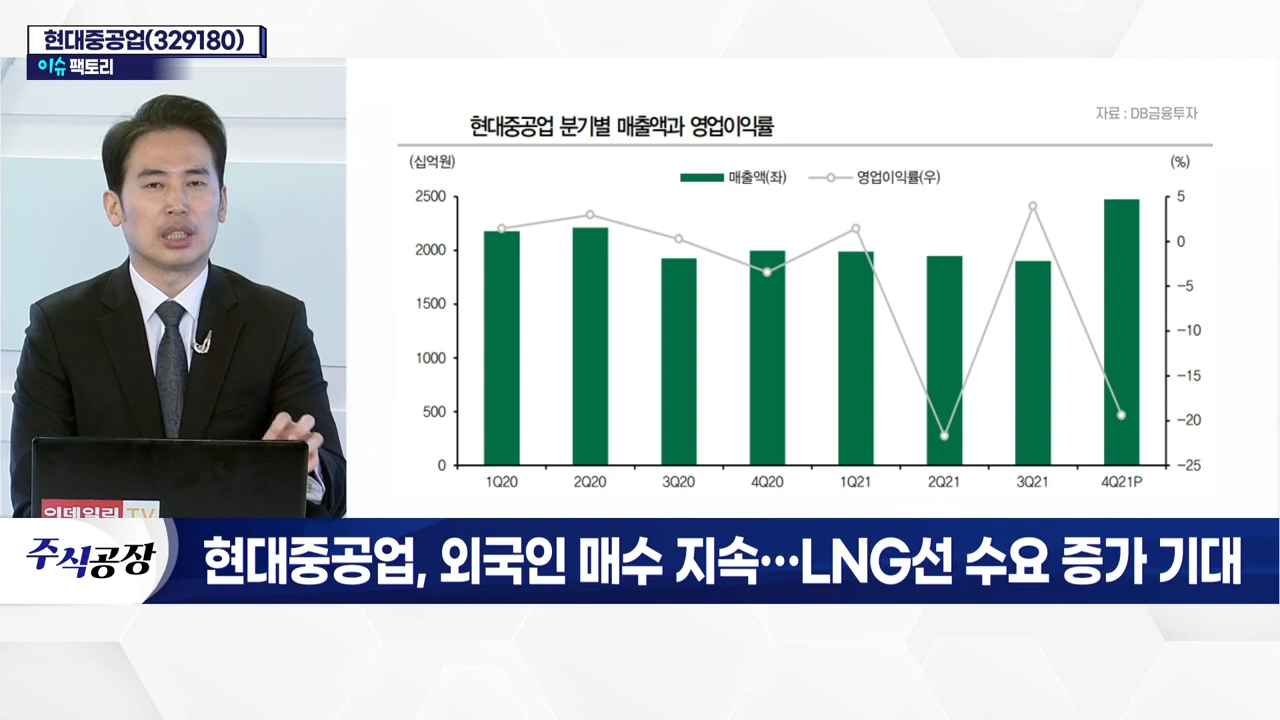 현대중공업(329180)
이슈 팩토리
현대중공업 분기별 매출액과 영업이익률
자료 : DB금융투자
(십억원)
(%)
매출액(좌)
영업이익률(우)
2500
2000
1500
1000
500
0
5
0
−5
−10
−15
−20
−25
1Q20
2Q20
3Q20
4Q20
1Q21
2Q21
3Q21
4Q21P
이데일리 TV
주식공장
현대중공업, 외국인 매수 지속…LNG선 수요 증가 기대